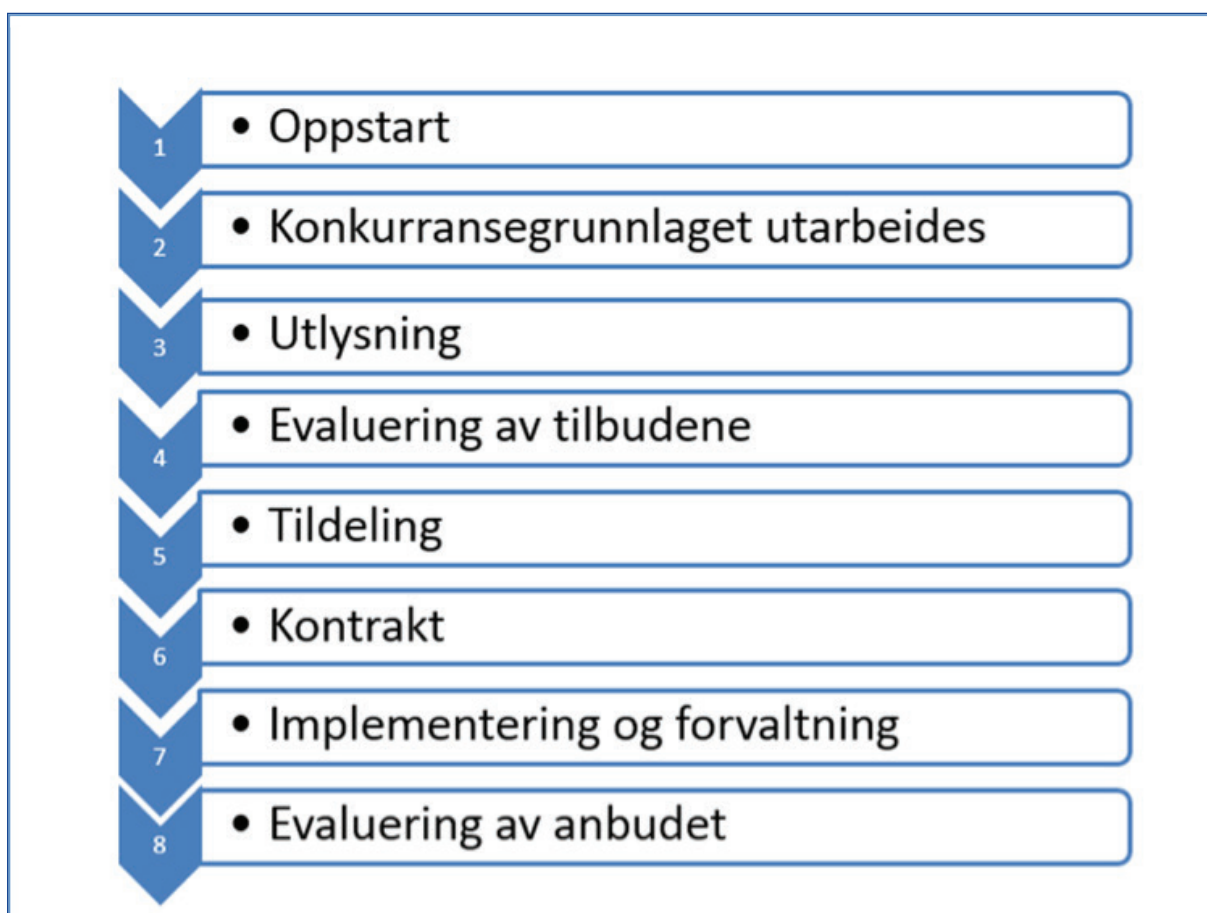 1 • Oppstart
2 • Konkurransegrunnlaget utarbeides
3 • Utlysning
4 • Evaluering av tilbudene
5 • Tildeling
6 • Kontrakt
7 • Implementering og forvaltning
8 • Evaluering av anbudet